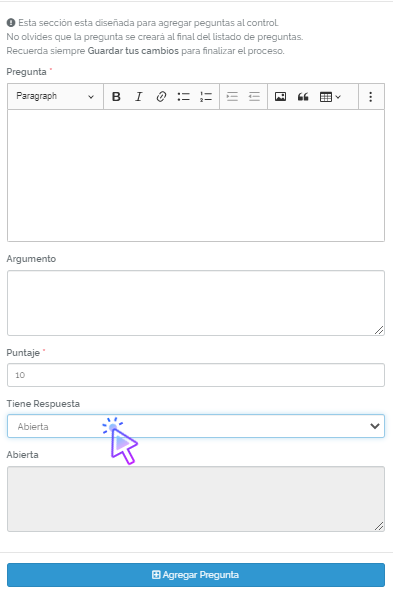 Esta sección esta diseñada para agregar peguntas al control.
No olvides que la pregunta se creará al final del listado de preguntas.
Recuerda siempre Guardar tus cambios para finalizar el proceso.
Pregunta *
Paragraph B I
Argumento
Puntaje *
10
Tiene Respuesta
Abierta
Abierta
Agregar Pregunta